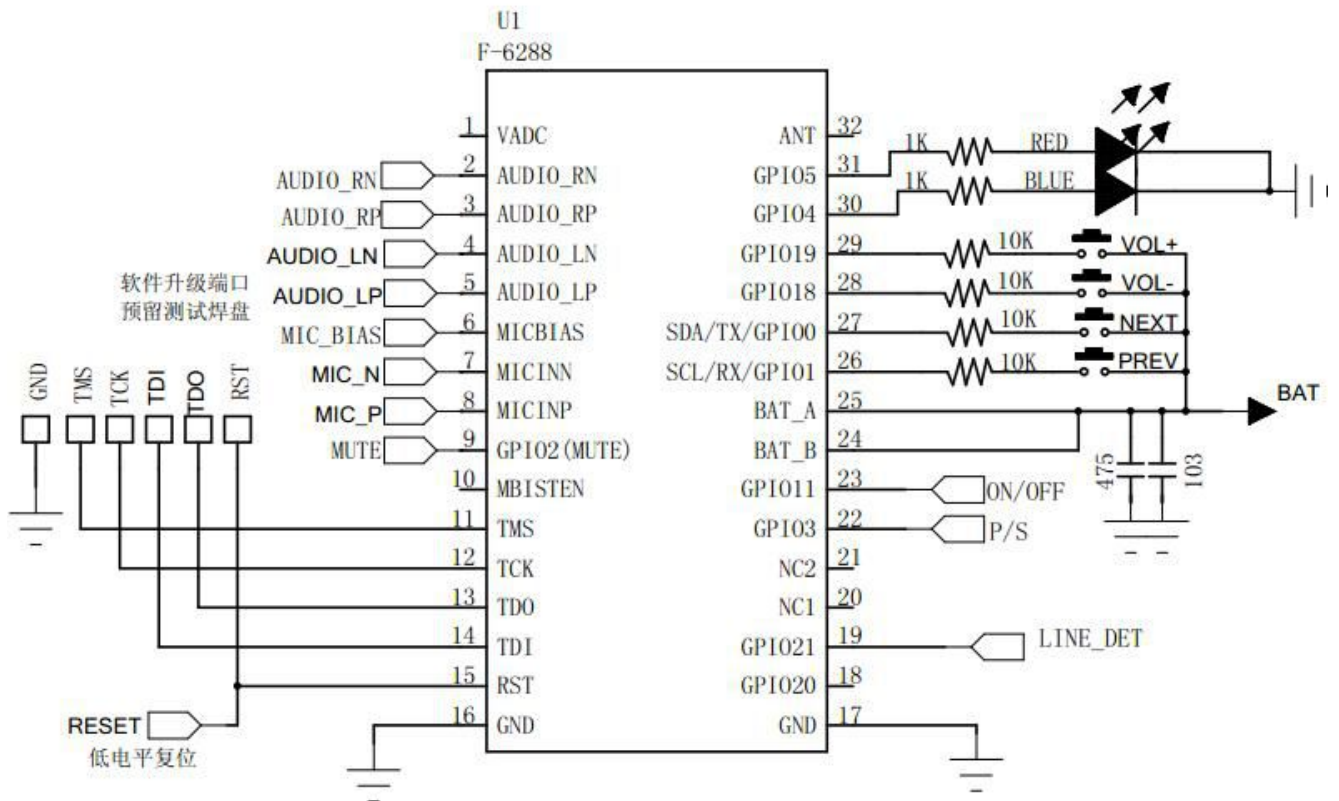 U1
F-6288
1 VADC
AUDIO_RN 2 AUDIO_RN
AUDIO_RP 3 AUDIO_RP
AUDIO_LN 4 AUDIO_LN
AUDIO_LP 5 AUDIO_LP
MIC_BIAS 6 MICBIAS
MIC_N 7 MICINN
MIC_P 8 MICINP
MUTE 9 GPIO2(MUTE)
10 MBISTEN
11 TMS
12 TCK
13 TDO
14 TDI
15 RST
16 GND
软件升级端口
预留测试焊盘
GND
TMS
TCK
TDI
TDO
RST
RESET
低电平复位
ANT 32
GPIO5 31 1K RED
GPIO4 30 1K BLUE
GPIO19 29 10K VOL+
GPIO18 28 10K VOL-
SDA/TX/GPIO0 27 10K NEXT
SCL/RX/GPIO1 26 10K PREV
BAT_A 25 BAT
BAT_B 24
475
103
GPIO11 23 ON/OFF
GPIO3 22 P/S
NC2 21
NC1 20
GPIO21 19 LINE_DET
GPIO20 18
GND 17